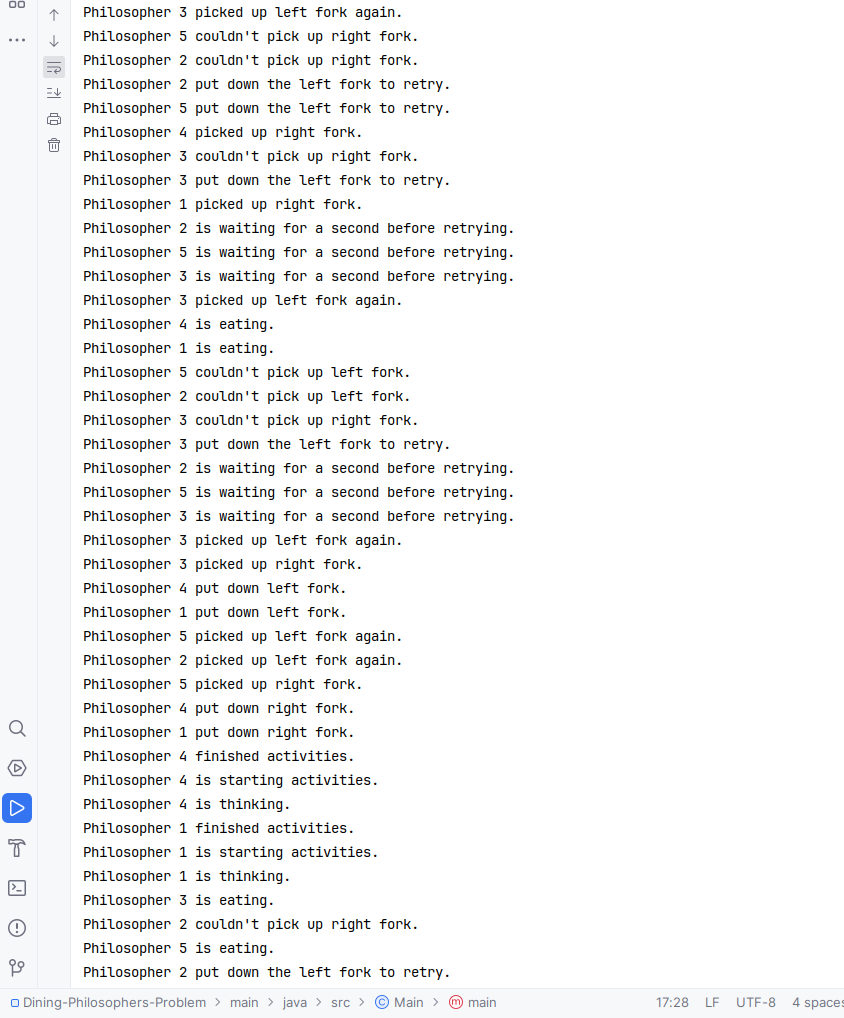 Philosopher 3 picked up left fork again.
Philosopher 5 couldn't pick up right fork.
Philosopher 2 couldn't pick up right fork.
Philosopher 2 put down the left fork to retry.
Philosopher 5 put down the left fork to retry.
Philosopher 4 picked up right fork.
Philosopher 3 couldn't pick up right fork.
Philosopher 3 put down the left fork to retry.
Philosopher 1 picked up right fork.
Philosopher 2 is waiting for a second before retrying.
Philosopher 5 is waiting for a second before retrying.
Philosopher 3 is waiting for a second before retrying.
Philosopher 3 picked up left fork again.
Philosopher 4 is eating.
Philosopher 1 is eating.
Philosopher 5 couldn't pick up left fork.
Philosopher 2 couldn't pick up left fork.
Philosopher 3 couldn't pick up right fork.
Philosopher 3 put down the left fork to retry.
Philosopher 2 is waiting for a second before retrying.
Philosopher 5 is waiting for a second before retrying.
Philosopher 3 is waiting for a second before retrying.
Philosopher 3 picked up left fork again.
Philosopher 3 picked up right fork.
Philosopher 4 put down left fork.
Philosopher 1 put down left fork.
Philosopher 5 picked up left fork again.
Philosopher 2 picked up left fork again.
Philosopher 5 picked up right fork.
Philosopher 4 put down right fork.
Philosopher 1 put down right fork.
Philosopher 4 finished activities.
Philosopher 4 is starting activities.
Philosopher 4 is thinking.
Philosopher 1 finished activities.
Philosopher 1 is starting activities.
Philosopher 1 is thinking.
Philosopher 3 is eating.
Philosopher 2 couldn't pick up right fork.
Philosopher 5 is eating.
Philosopher 2 put down the left fork to retry.
Dining-Philosophers-Problem > main > java > src > Main > main 17:28 LF UTF-8 4 spaces